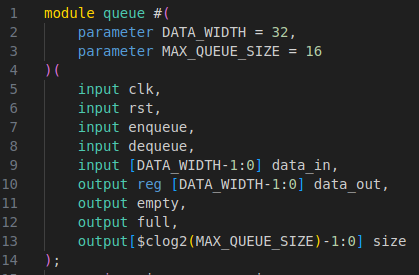 1 module queue #(
2     parameter DATA_WIDTH = 32,
3     parameter MAX_QUEUE_SIZE = 16
4 )(
5     input clk,
6     input rst,
7     input enqueue,
8     input dequeue,
9     input [DATA_WIDTH-1:0] data_in,
10     output reg [DATA_WIDTH-1:0] data_out,
11     output empty,
12     output full,
13     output[$clog2(MAX_QUEUE_SIZE)-1:0] size
14 );